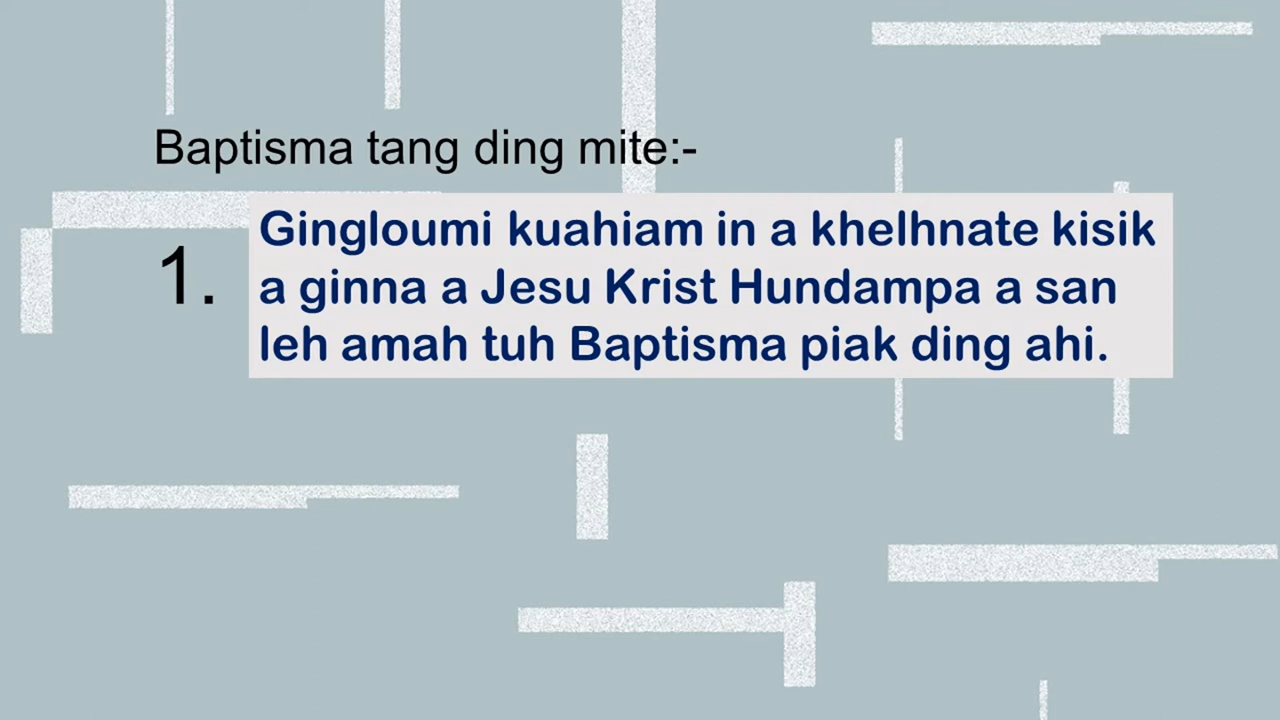 Baptisma tang ding mite:-
1. Gingloumi kuahiam in a khelhnate kisik
a ginna a Jesu Krist Hundampa a san
leh amah tuh Baptisma piak ding ahi.